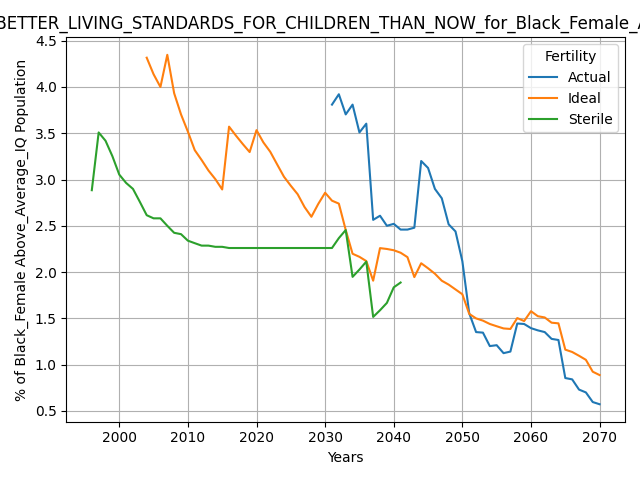 BETTER_LIVING_STANDARDS_FOR_CHILDREN_THAN_NOW_for_Black_Female_
% of Black_Female Above_Average_IQ Population
4.5
4.0
3.5
3.0
2.5
2.0
1.5
1.0
0.5
Fertility
Actual
Ideal
Sterile
2000 2010 2020 2030 2040 2050 2060 2070
Years